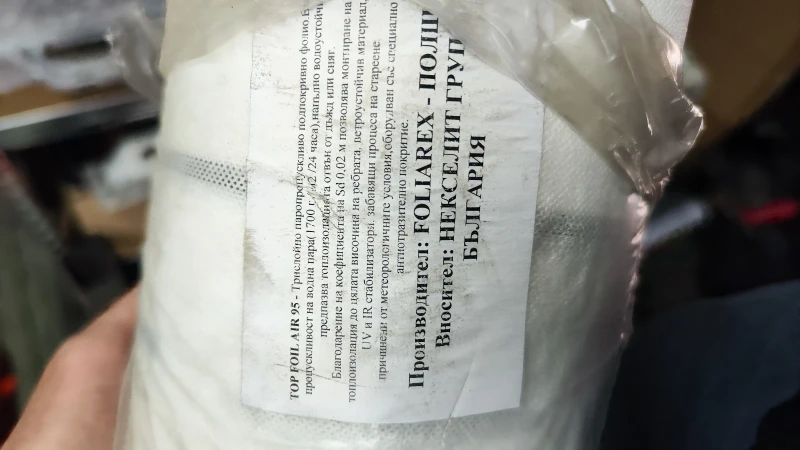 TOP FOIL AIR 95 - Трислойно паропропускливо подпокривно фолио.
пропускливост на водна пара(1700 г./м2 /24 часа),напълно водоустойчи
предпазва топлоизолацията отвън от дъжд или сняг.
Благодарение на коефициента на Sd 0,02 м позволява монтиране на
топлоизолация до цялата височина на ребрата. ветроустойчив материал,
UV и IR стабилизатори, забавящи процеса на стареене
причинени от метеорологичните условия,оборудван със специално
антиотразително покритие.
Производител: FOLIAREX - ПОЛШ
Вносител: НЕКСЕЛИТ ГРУП
БЪЛГАРИЯ